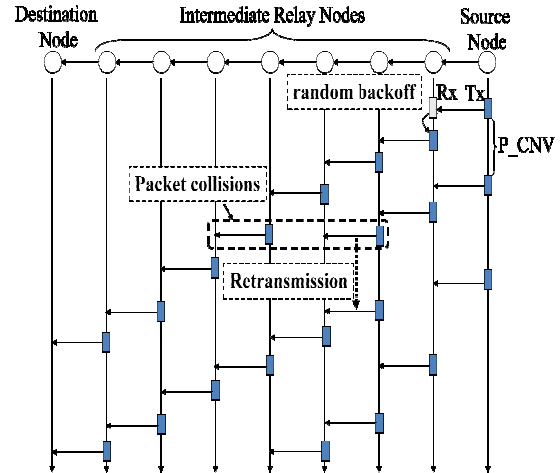 Destination
Node
Intermediate Relay Nodes
Source
Node
random backoff
Rx
Tx
P_CNV
Packet collisions
Retransmission